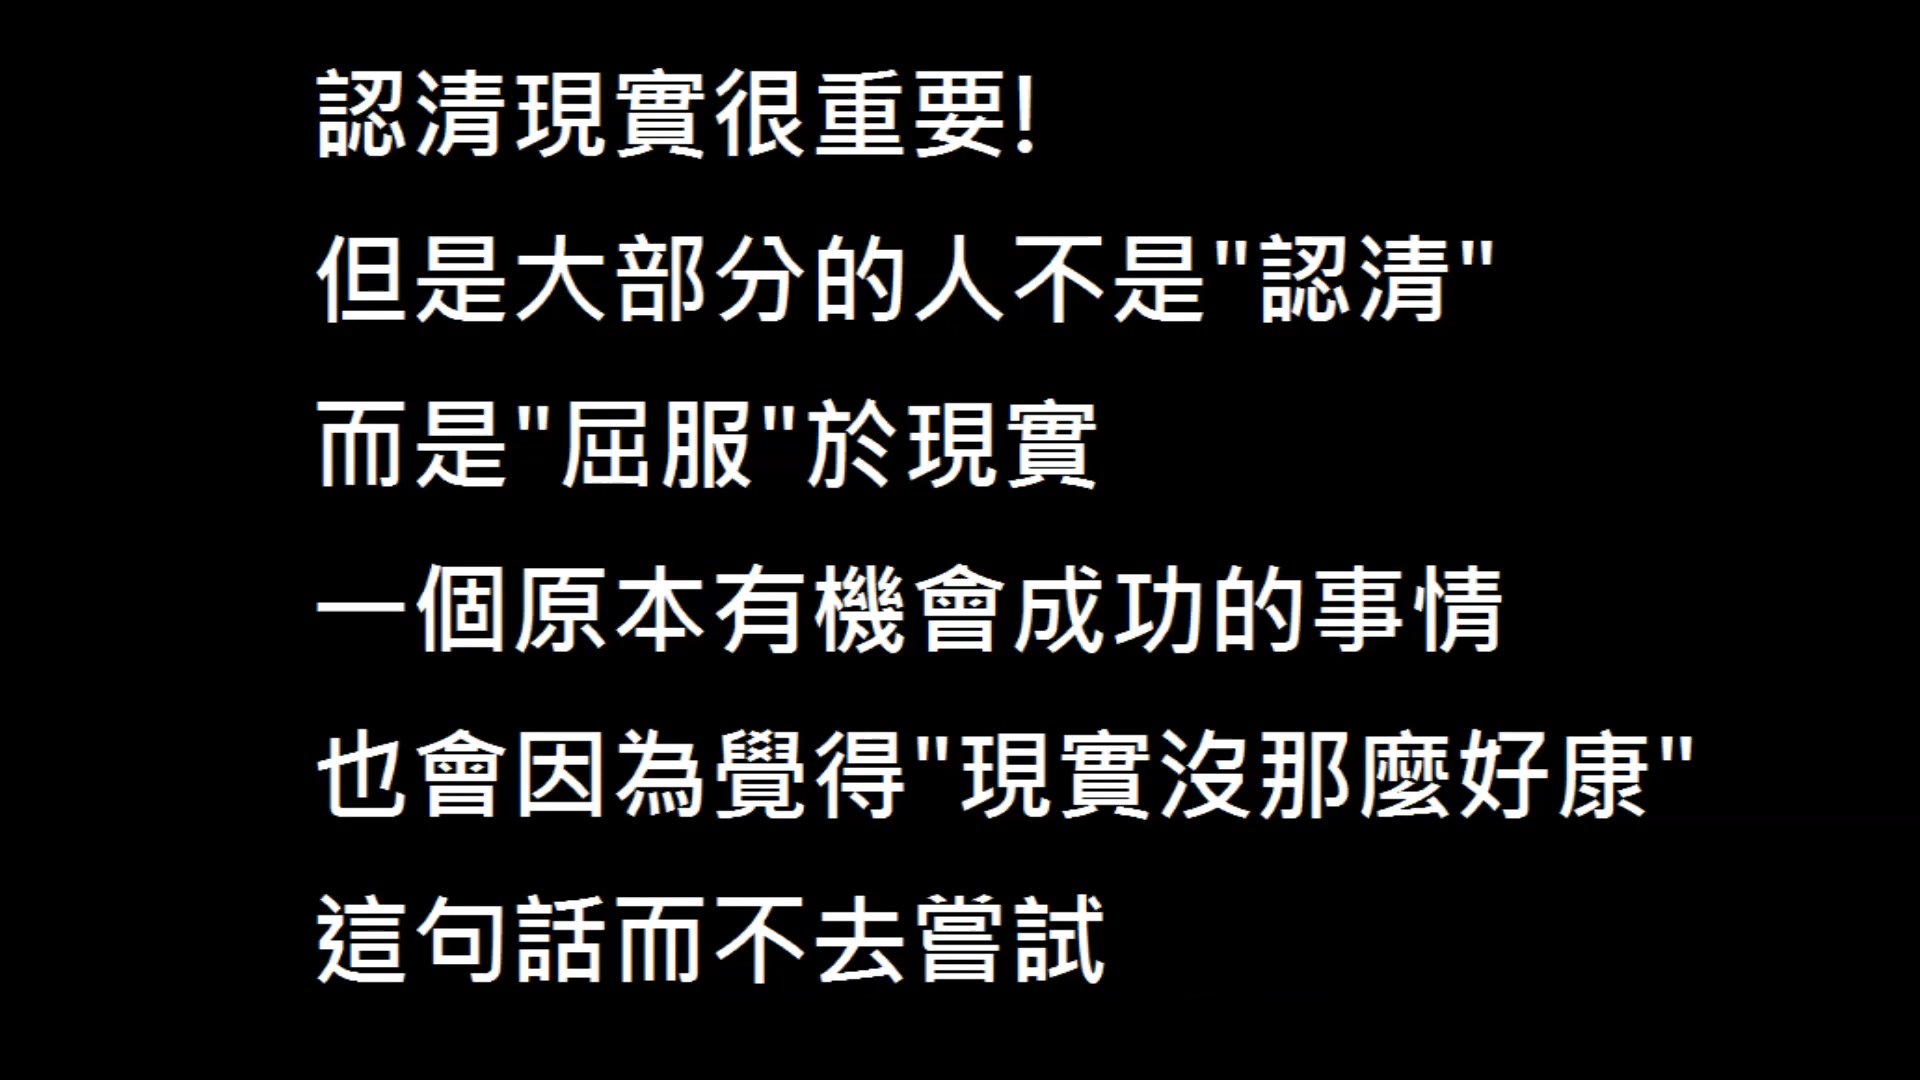 認清現實很重要!
但是大部分的人不是"認清"
而是"屈服"於現實
一個原本有機會成功的事情
也會因為覺得"現實沒那麼好康"
這句話而不去嘗試